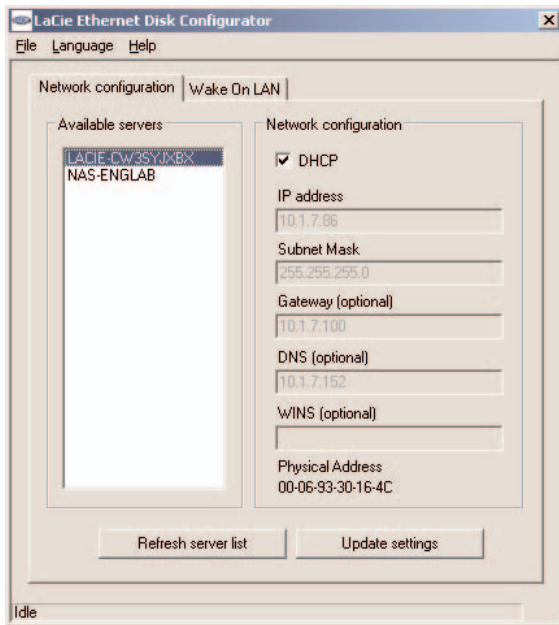 LaCie Ethernet Disk Configurator
File Language Help
Network configuration
Wake On LAN
Available servers
LACIE-CW3SYJXBX
NAS-ENGLAB
Network configuration
DHCP
IP address
10.1.7.86
Subnet Mask
255.255.255.0
Gateway (optional)
10.1.7.100
DNS (optional)
10.1.7.152
WINS (optional)
Physical Address
00-06-93-30-16-4C
Refresh server list
Update settings
Idle